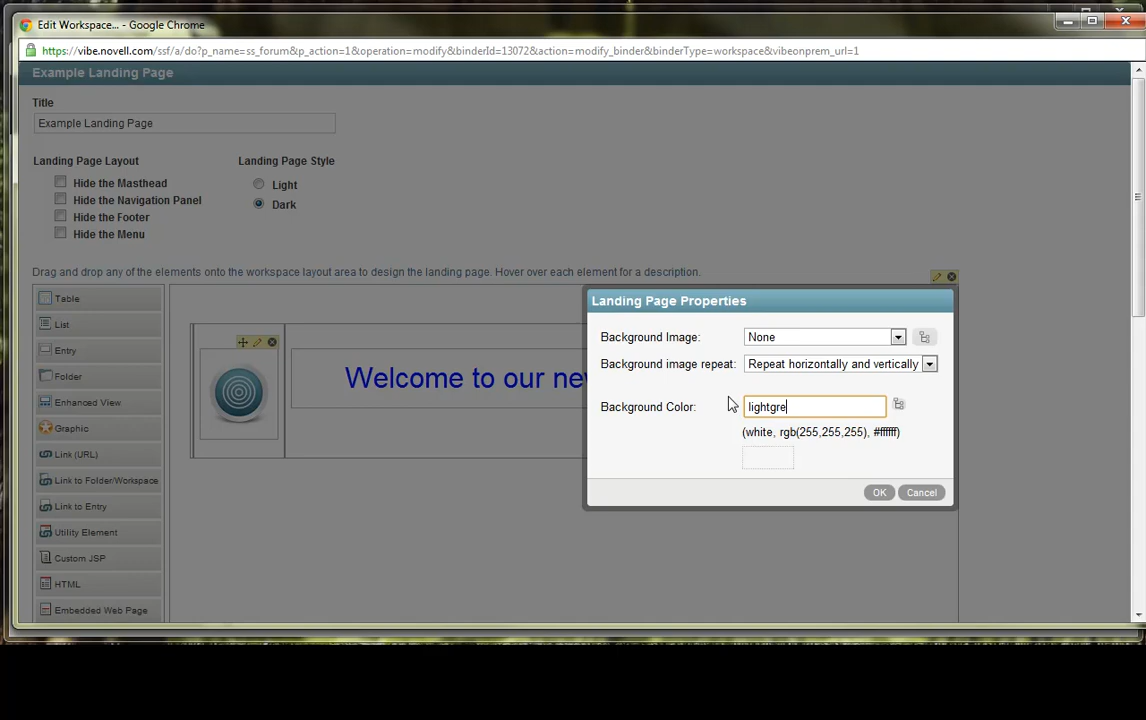 Edit Workspace... - Google Chrome
https://vibe.novell.com/ssf/a/do?p_name=ss_forum&p_action=1&operation=modify&binderId=13072&action=modify_binder&binderType=workspace&vibeonprem_url=1
Example Landing Page
Title
Example Landing Page
Landing Page Layout
Landing Page Style
Hide the Masthead
Light
Hide the Navigation Panel
Dark
Hide the Footer
Hide the Menu
Drag and drop any of the elements onto the workspace layout area to design the landing page. Hover over each element for a description.
Table
List
Entry
Folder
Enhanced View
Graphic
Link (URL)
Link to Folder/Workspace
Link to Entry
Utility Element
Custom JSP
HTML
Embedded Web Page
Welcome to our ne
Landing Page Properties
Background Image:
None
Background image repeat:
Repeat horizontally and vertically
Background Color:
lightgre
(white, rgb(255,255,255), #ffffff)
OK
Cancel